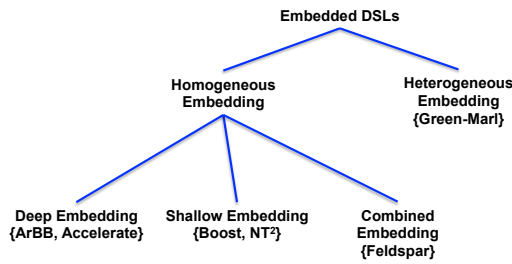 Embedded DSLs
Homogeneous
Embedding
Heterogeneous
Embedding
{Green-Marl}
Deep Embedding
{ArBB, Accelerate}
Shallow Embedding
{Boost, NT²}
Combined
Embedding
{Feldspar}